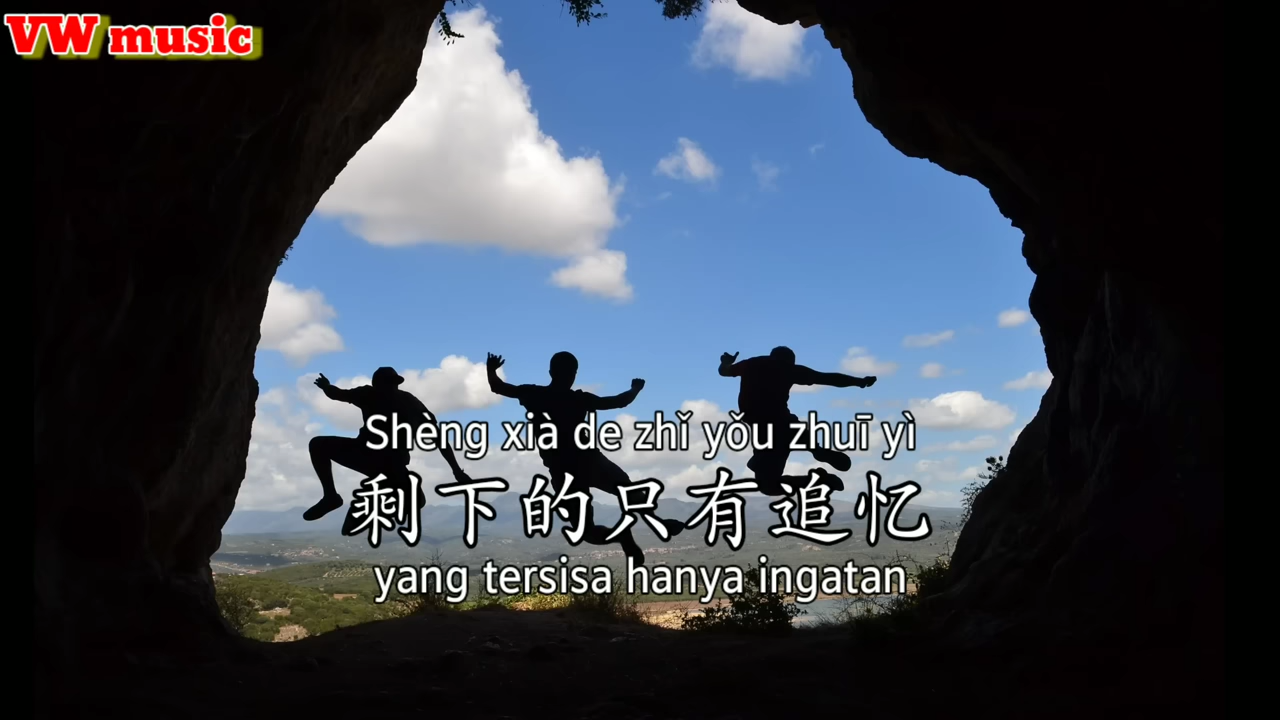 VW music
Shèng xià de zhǐ yǒu zhuī yì
剩下的只有追忆
yang tersisa hanya ingatan